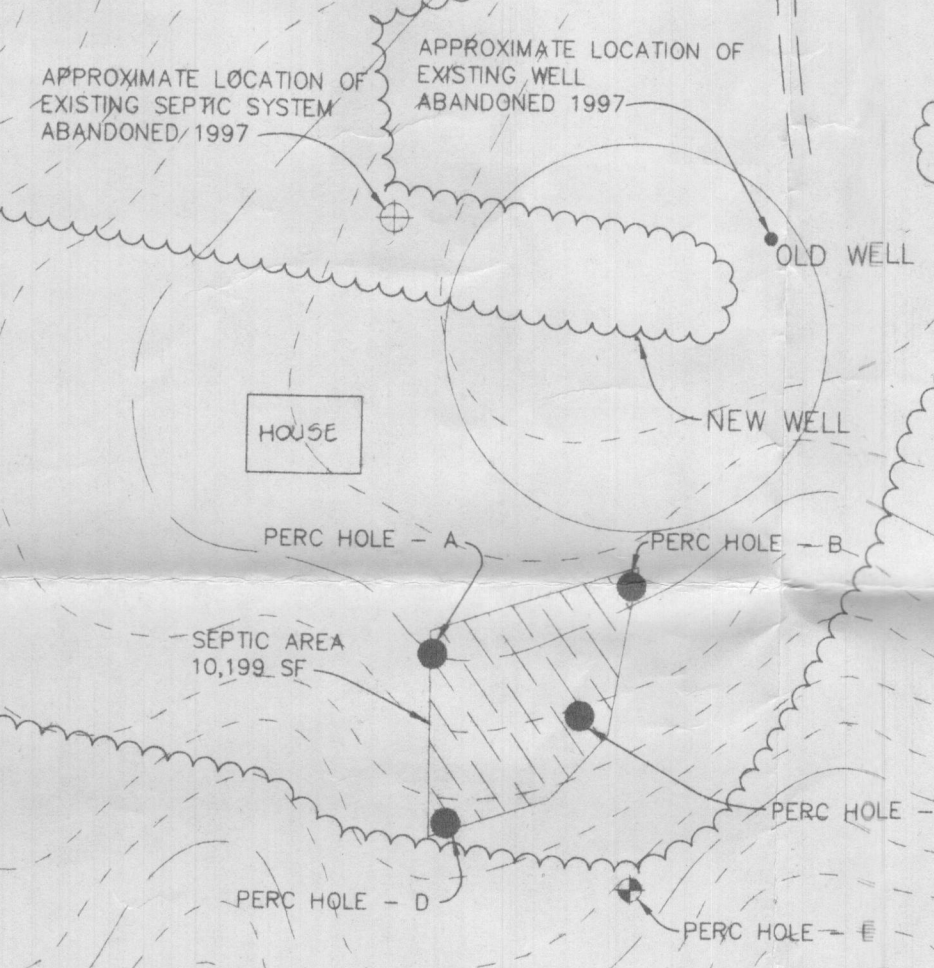 APPROXIMATE LOCATION OF
EXISTING SEPTIC SYSTEM
ABANDONED 1997
APPROXIMATE LOCATION OF
EXISTING WELL
ABANDONED 1997
OLD WELL
NEW WELL
HOUSE
PERC HOLE - A
PERC HOLE - B
SEPTIC AREA
10,199 SF
PERC HOLE -
PERC HOLE - D
PERC HOLE - E